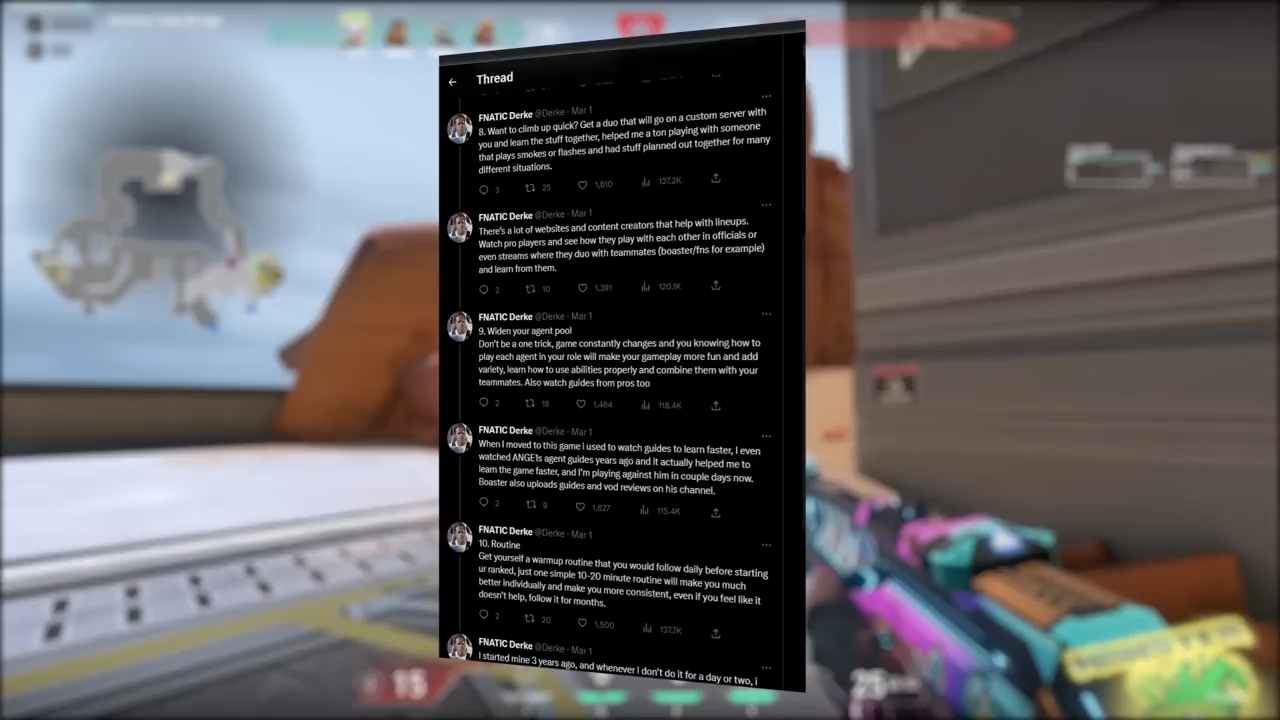 ← Thread
FNATIC Derke @Derke · Mar 1
8. Want to climb up quick? Get a duo that will go on a custom server with
you and learn the stuff together, helped me a ton playing with someone
that plays smokes or flashes and had stuff planned out together for many
different situations.
3 25 1,610 127.2K
FNATIC Derke @Derke · Mar 1
There's a lot of websites and content creators that help with lineups.
Watch pro players and see how they play with each other in officials or
even streams where they duo with teammates (boaster/fns for example)
and learn from them.
2 10 1,391 120.1K
FNATIC Derke @Derke · Mar 1
9. Widen your agent pool
Don't be a one trick, game constantly changes and you knowing how to
play each agent in your role will make your gameplay more fun and add
variety, learn how to use abilities properly and combine them with your
teammates. Also watch guides from pros too
2 18 1,464 118.4K
FNATIC Derke @Derke · Mar 1
When I moved to this game i used to watch guides to learn faster, I even
watched ANGE1s agent guides years ago and it actually helped me to
learn the game faster, and I'm playing against him in couple days now.
Boaster also uploads guides and vod reviews on his channel.
2 9 1,627 115.4K
FNATIC Derke @Derke · Mar 1
10. Routine
Get yourself a warmup routine that you would follow daily before starting
ur ranked, just one simple 10-20 minute routine will make you much
better individually and make you more consistent, even if you feel like it
doesn't help, follow it for months.
2 20 1,500 137.7K
FNATIC Derke @Derke · Mar 1
I started mine 3 years ago, and whenever I don't do it for a day or two, i
15
25